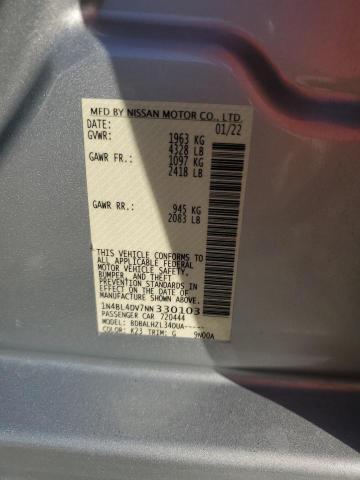 MFD BY NISSAN MOTOR CO., LTD.
DATE: 01/22
GVWR: 1963 KG
4328 LB
GAWR FR: 1097 KG
2418 LB
GAWR RR: 945 KG
2083 LB
THIS VEHICLE CONFORMS TO
ALL APPLICABLE FEDERAL
MOTOR VEHICLE SAFETY,
BUMPER, AND THEFT
PREVENTION STANDARDS IN
EFFECT ON THE DATE OF
MANUFACTURE SHOWN ABOVE.
1N4BL4DV7NN330103
PASSENGER CAR 720444
MODEL: BDBALHZL34DUA-----
COLOR: K23 TRIM: G 9N00A